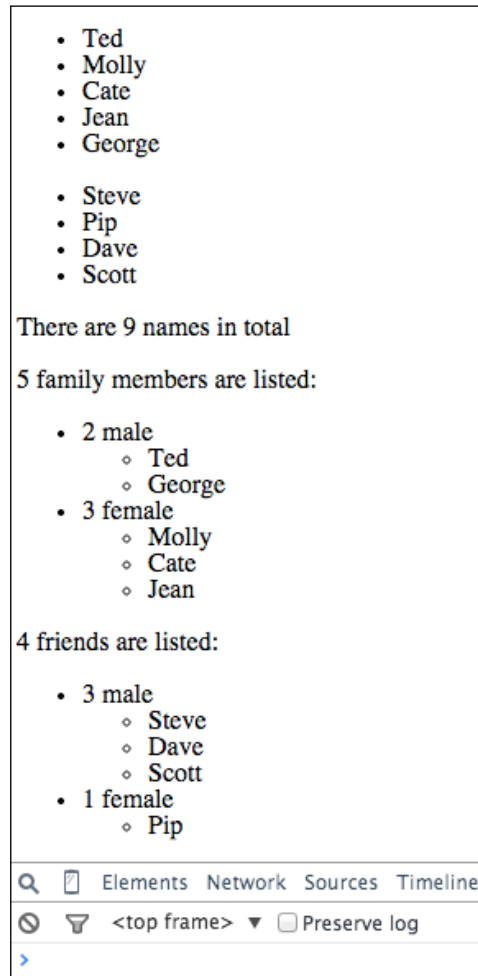 • Ted
• Molly
• Cate
• Jean
• George
• Steve
• Pip
• Dave
• Scott
There are 9 names in total
5 family members are listed:
• 2 male
◦ Ted
◦ George
• 3 female
◦ Molly
◦ Cate
◦ Jean
4 friends are listed:
• 3 male
◦ Steve
◦ Dave
◦ Scott
• 1 female
◦ Pip
Elements Network Sources Timeline
<top frame> ▼ Preserve log
>